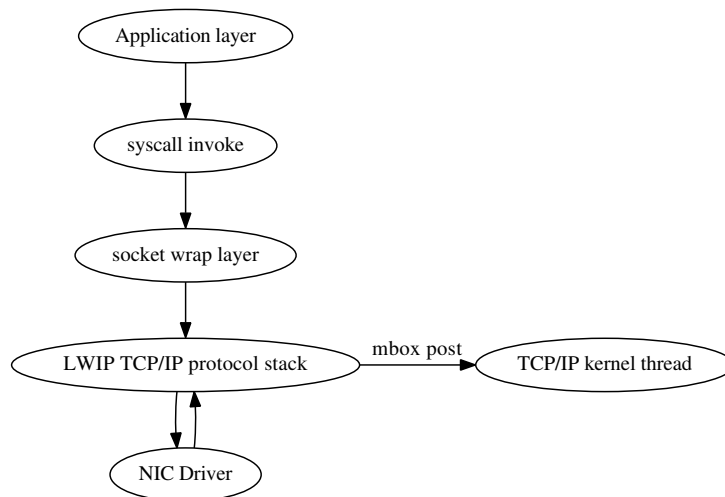 Application layer
syscall invoke
socket wrap layer
LWIP TCP/IP protocol stack
mbox post
TCP/IP kernel thread
NIC Driver